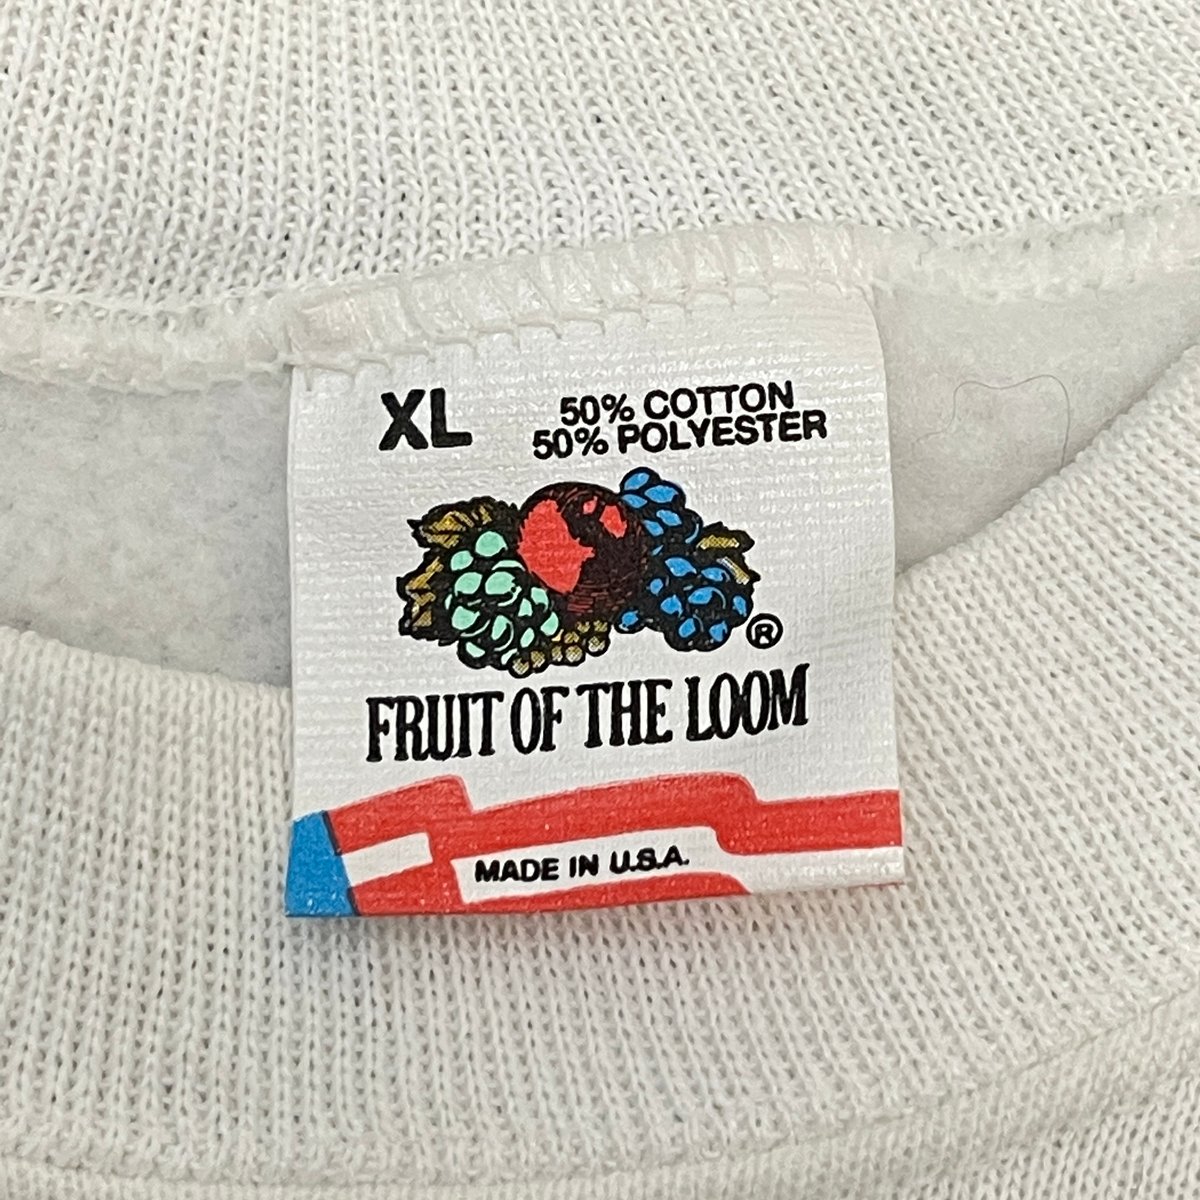 XL
50% COTTON
50% POLYESTER
®
FRUIT OF THE LOOM
MADE IN U.S.A.